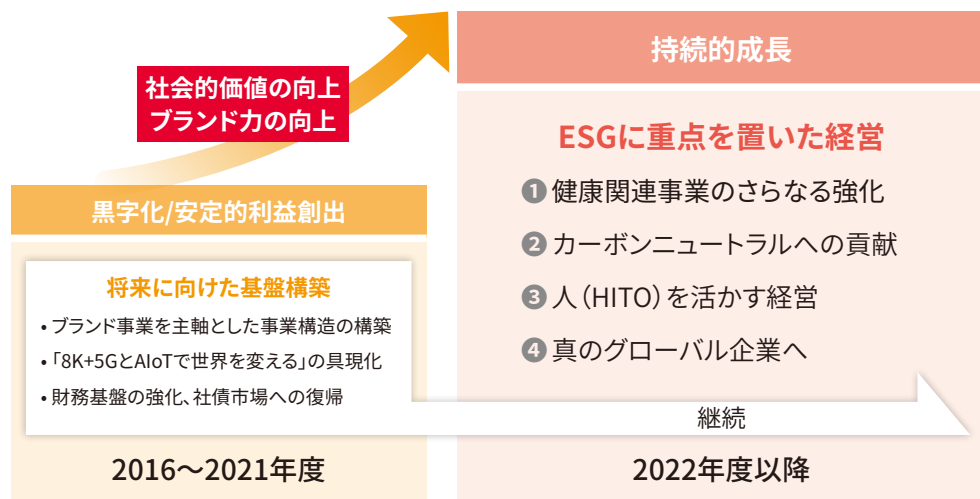 社会的価値の向上
ブランド力の向上
黒字化/安定的利益創出
将来に向けた基盤構築
• ブランド事業を主軸とした事業構造の構築
• 「8K+5GとAIoTで世界を変える」の具現化
• 財務基盤の強化、社債市場への復帰
2016～2021年度
持続的成長
ESGに重点を置いた経営
❶ 健康関連事業のさらなる強化
❷ カーボンニュートラルへの貢献
❸ 人（HITO）を活かす経営
❹ 真のグローバル企業へ
継続
2022年度以降